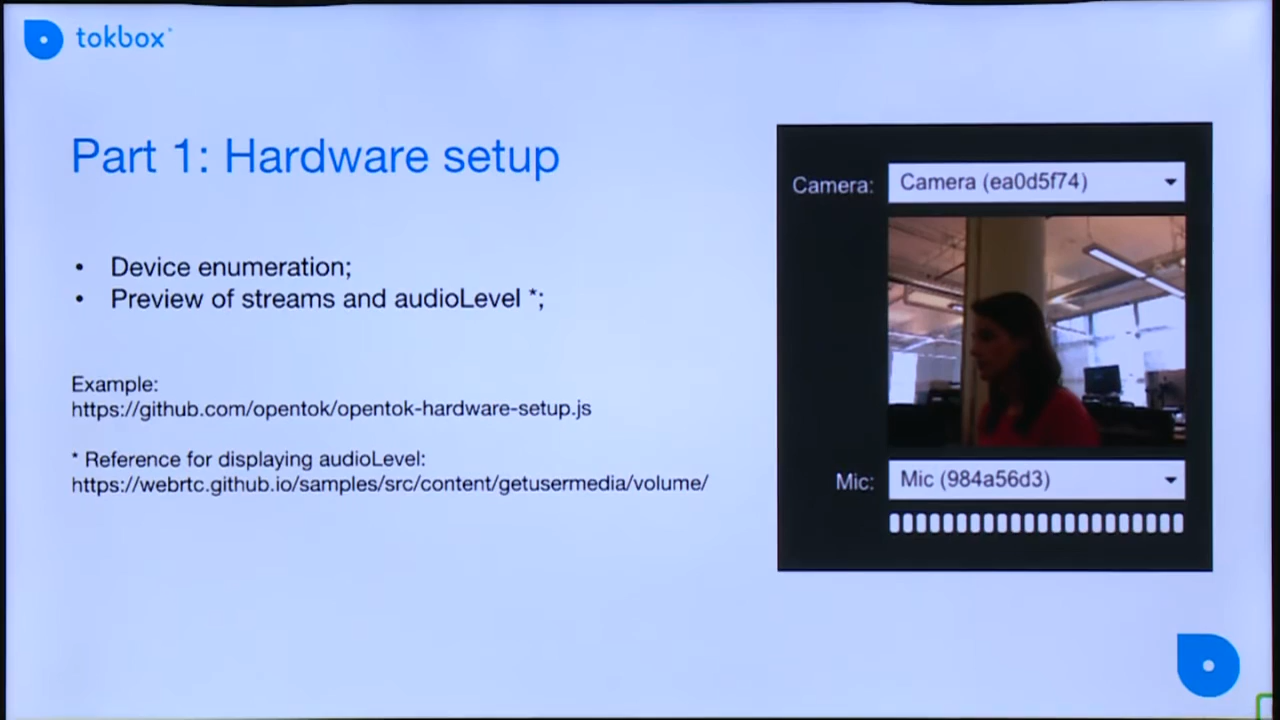 tokbox
Part 1: Hardware setup
• Device enumeration;
• Preview of streams and audioLevel *;
Example:
https://github.com/opentok/opentok-hardware-setup.js
* Reference for displaying audioLevel:
https://webrtc.github.io/samples/src/content/getusermedia/volume/
Camera: Camera (ea0d5f74)
Mic: Mic (984a56d3)